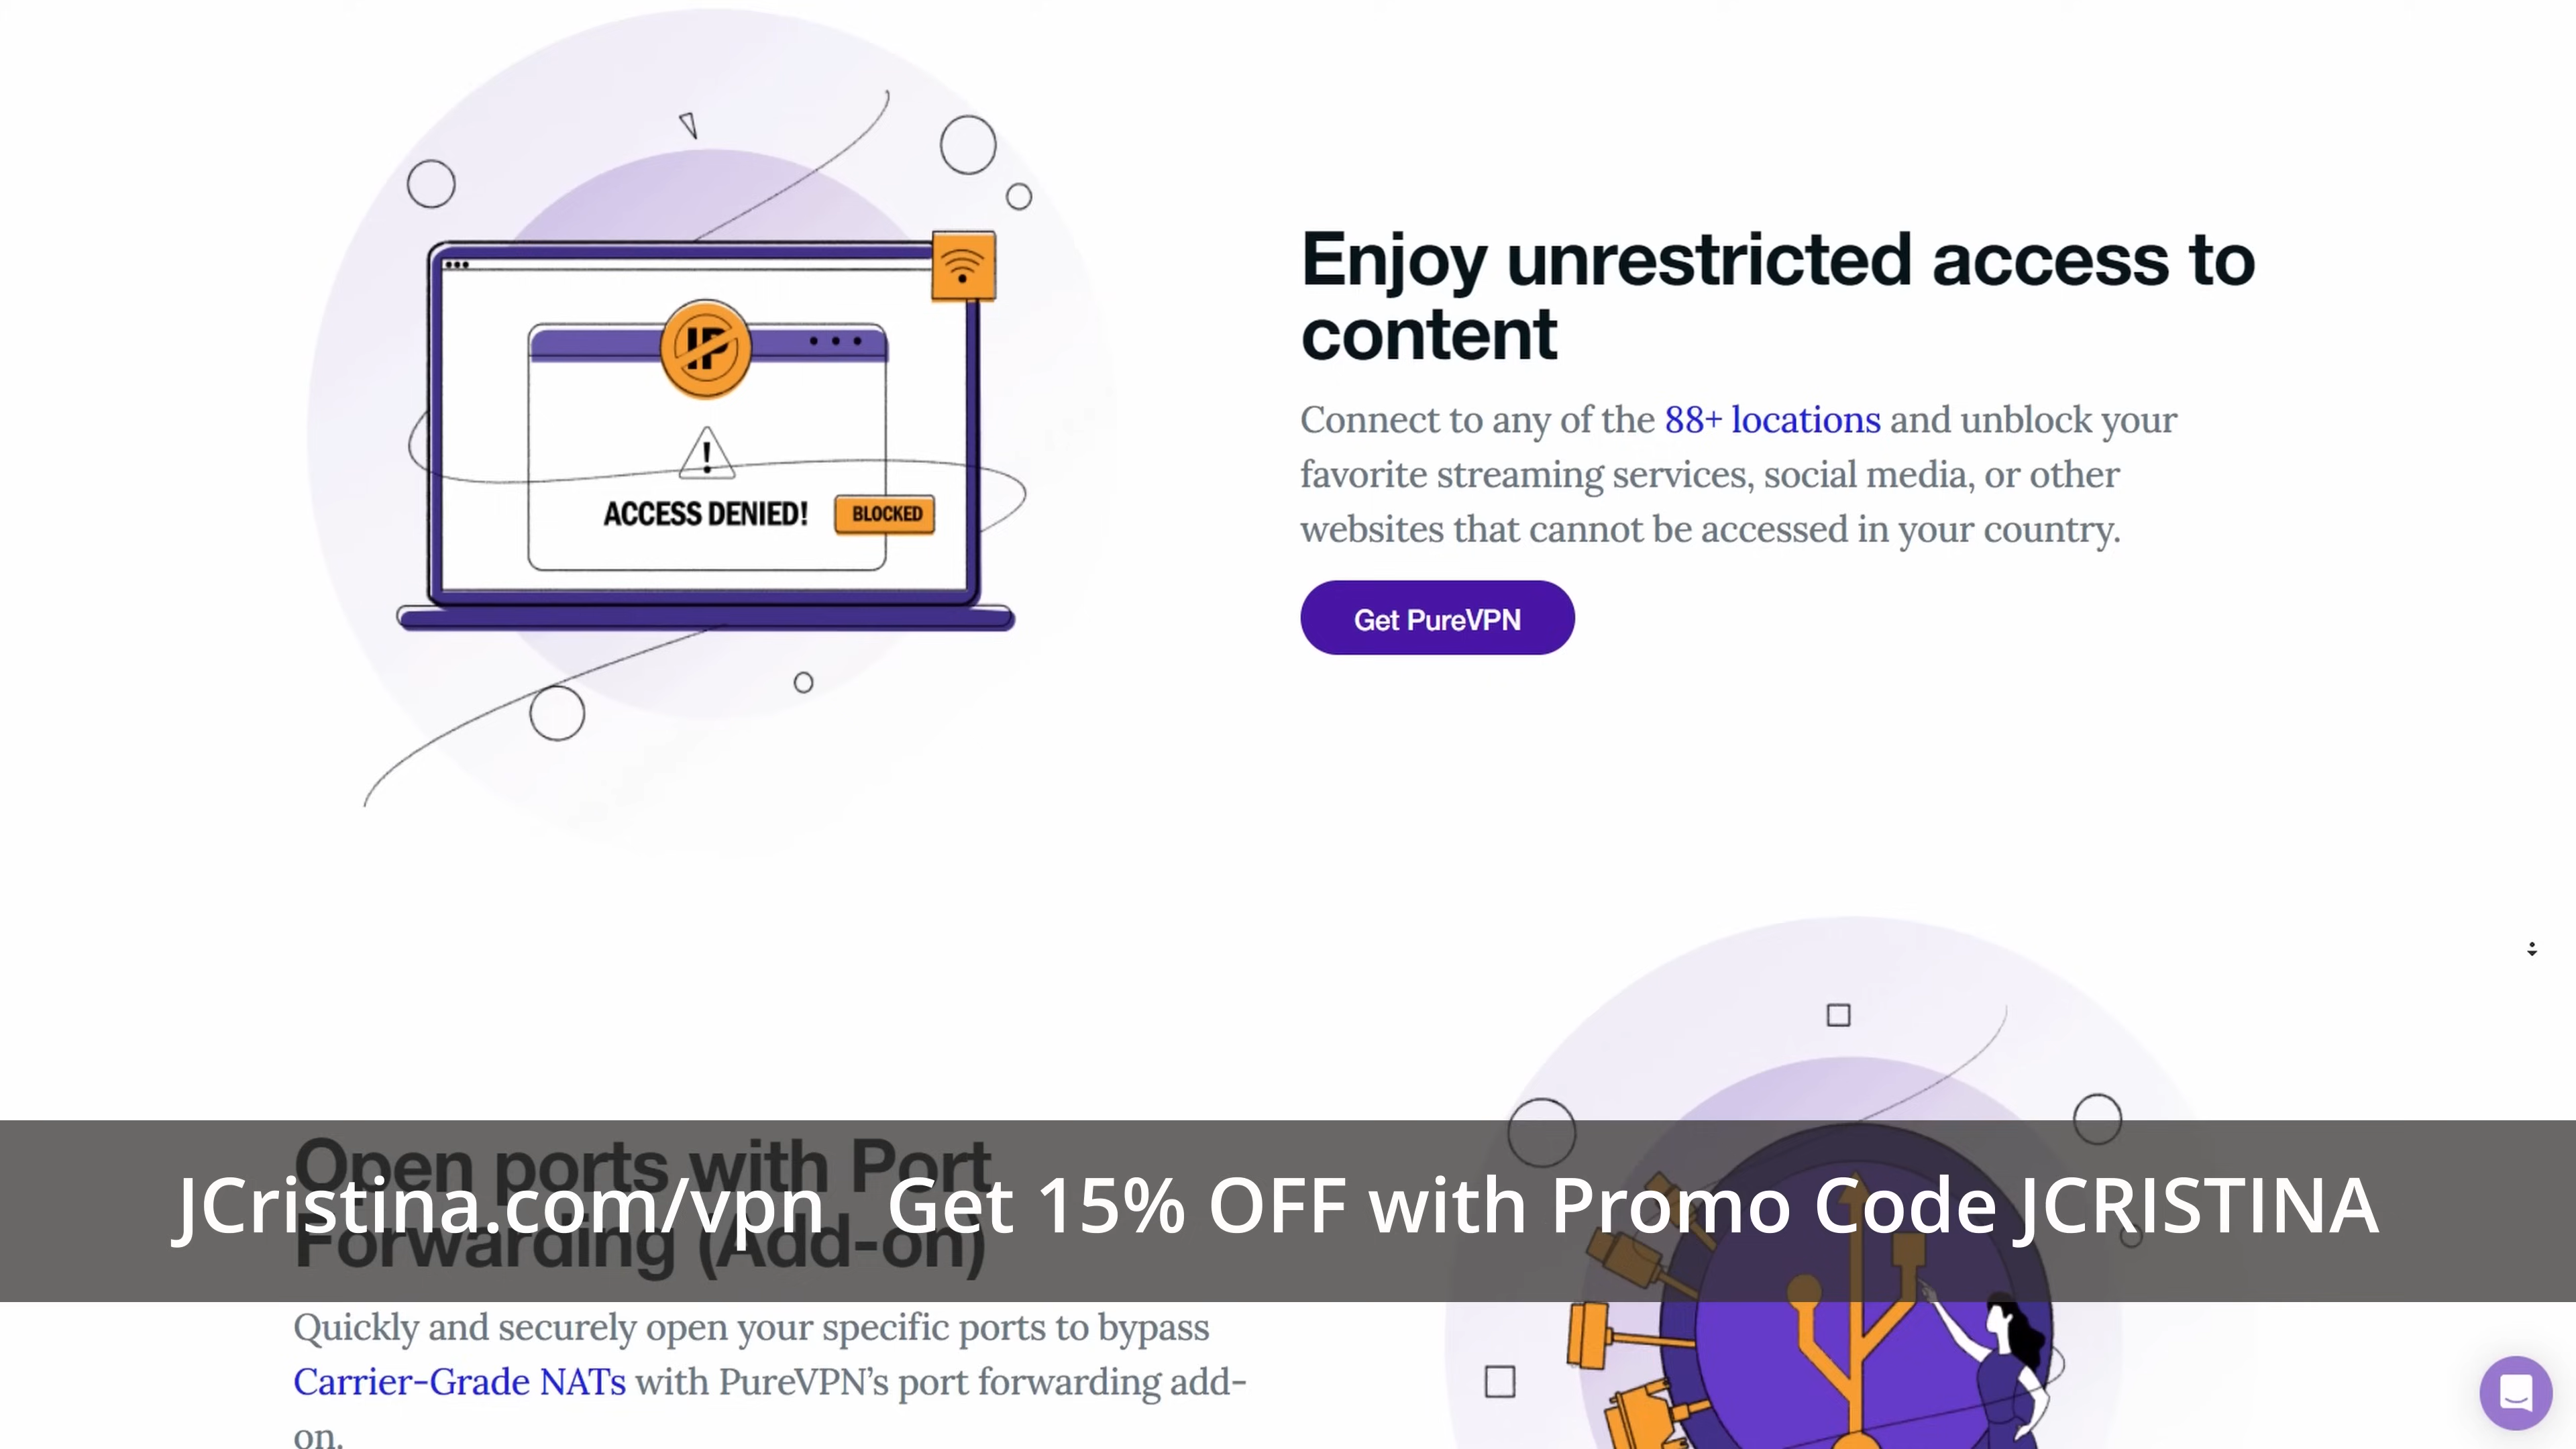 IP
ACCESS DENIED!
BLOCKED
Enjoy unrestricted access to
content
Connect to any of the 88+ locations and unblock your
favorite streaming services, social media, or other
websites that cannot be accessed in your country.
Get PureVPN
Open ports with Port
Forwarding (Add-on)
JCristina.com/vpn Get 15% OFF with Promo Code JCRISTINA
Quickly and securely open your specific ports to bypass
Carrier-Grade NATs with PureVPN’s port forwarding add-
on.